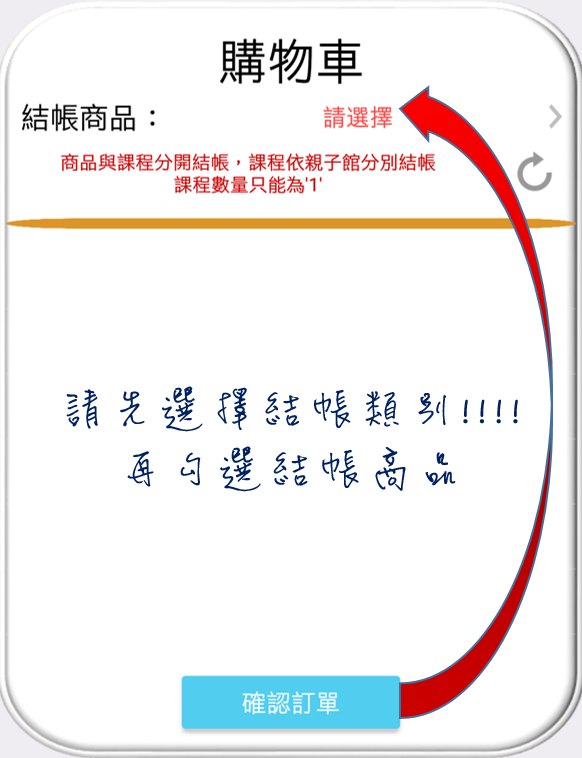 購物車
結帳商品：
請選擇
商品與課程分開結帳，課程依親子館分別結帳
課程數量只能為'1'
請先選擇結帳類別!!!!
再勾選結帳商品
確認訂單